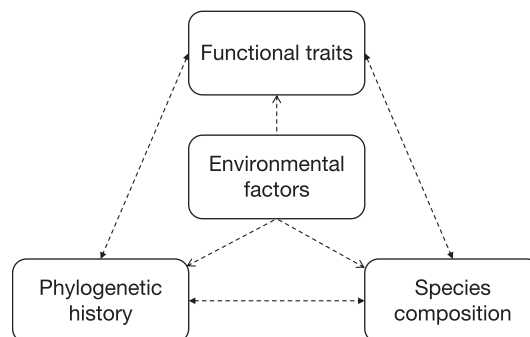 Functional traits
Environmental
factors
Phylogenetic
history
Species
composition